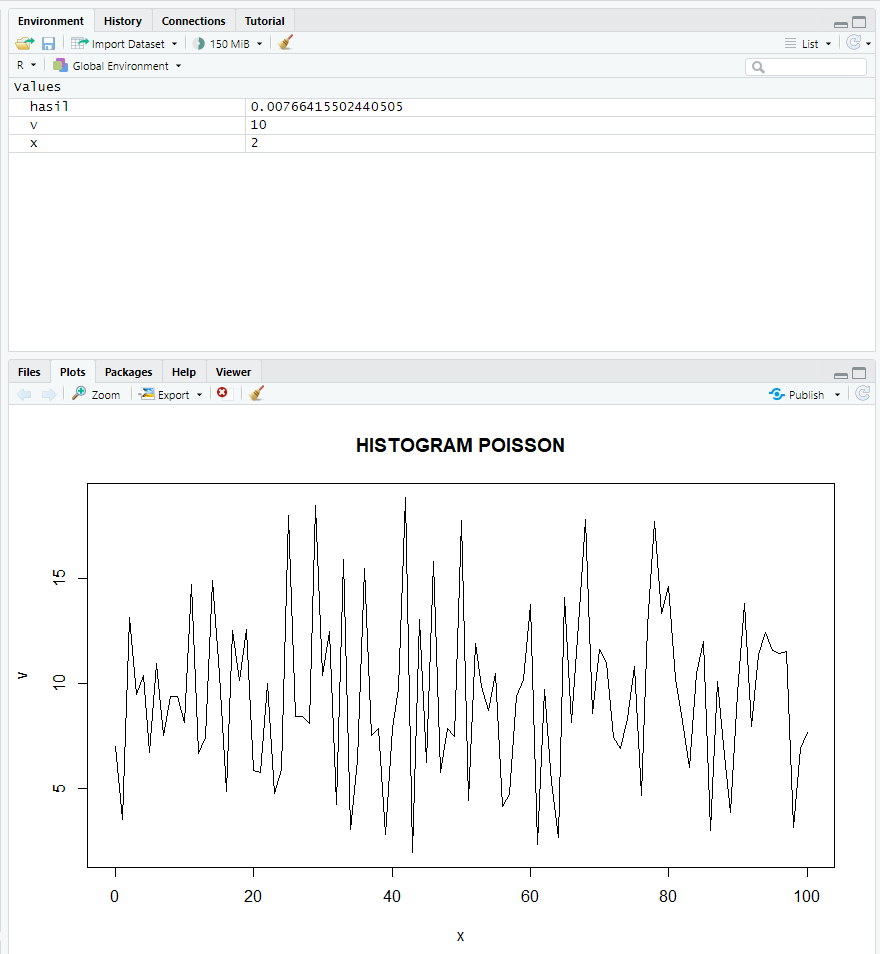 Environment History Connections Tutorial
Import Dataset 150 MiB List
R Global Environment
Values
hasil 0.00766415502440505
v 10
x 2
Files Plots Packages Help Viewer
Zoom Export Publish
HISTOGRAM POISSON
15
10
5
v
0 20 40 60 80 100
x